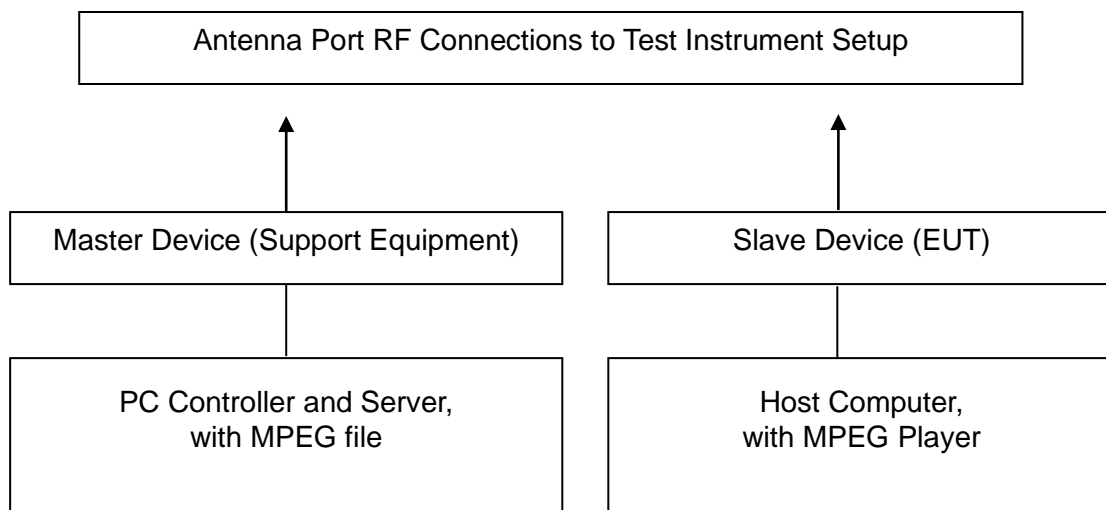 Antenna Port RF Connections to Test Instrument Setup
Master Device (Support Equipment)
Slave Device (EUT)
PC Controller and Server,
with MPEG file
Host Computer,
with MPEG Player